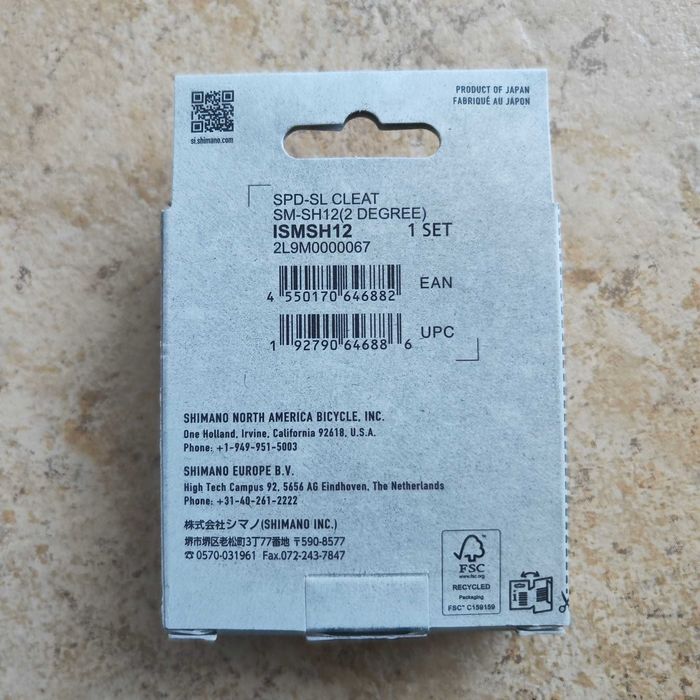 PRODUCT OF JAPAN
FABRIQUÉ AU JAPON
si.shimano.com
SPD-SL CLEAT
SM-SH12(2 DEGREE)
ISMSH12 1 SET
2L9M0000067
4 550170 646882 EAN
1 92790 64688 6 UPC
SHIMANO NORTH AMERICA BICYCLE, INC.
One Holland, Irvine, California 92618, U.S.A.
Phone: +1-949-951-5003
SHIMANO EUROPE B.V.
High Tech Campus 92, 5656 AG Eindhoven, The Netherlands
Phone: +31-40-261-2222
株式会社シマノ(SHIMANO INC.)
堺市堺区老松町3丁77番地 〒590-8577
☎0570-031961 Fax.072-243-7847
FSC
www.fsc.org
RECYCLED
Packaging
FSC™ C159159